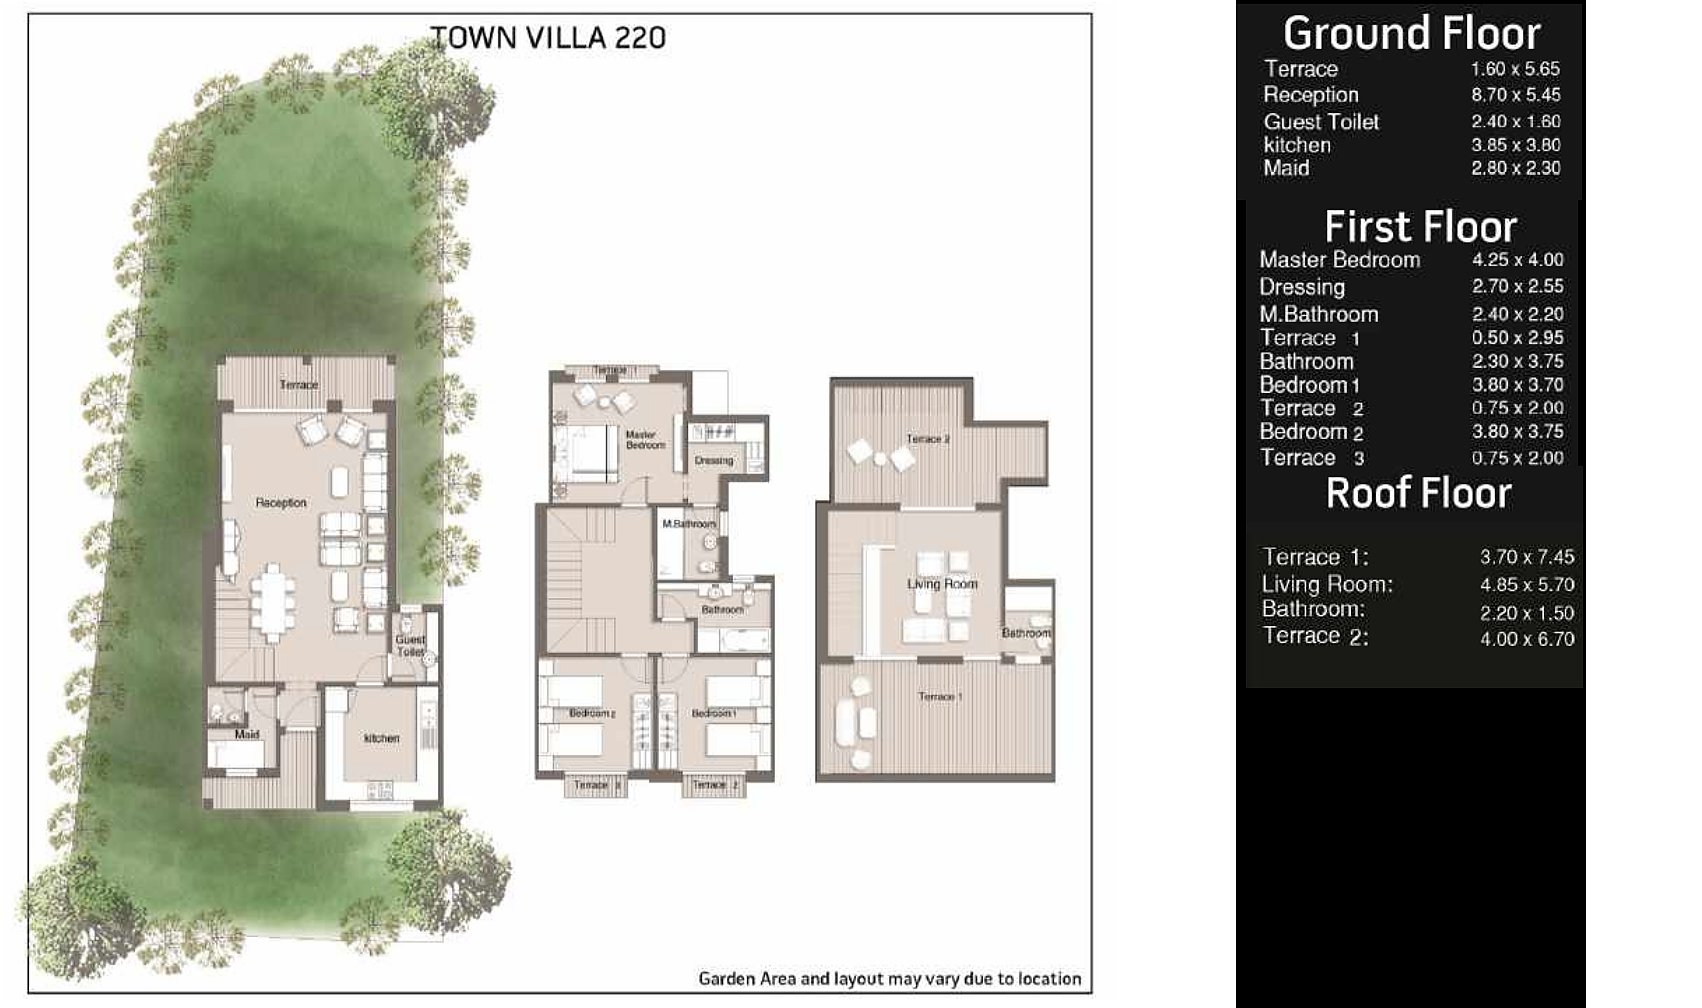 TOWN VILLA 220
Terrace
Reception
Guest
Toilet
Maid
kitchen
Terrace 1
Master
Bedroom
Dressing
M.Bathroom
Bathroom
Bedroom 2
Bedroom 1
Terrace 3
Terrace 2
Terrace 2
Living Room
Bathroom
Terrace 1
Garden Area and layout may vary due to location
Ground Floor
Terrace 1.60 x 5.65
Reception 8.70 x 5.45
Guest Toilet 2.40 x 1.60
kitchen 3.85 x 3.80
Maid 2.80 x 2.30
First Floor
Master Bedroom 4.25 x 4.00
Dressing 2.70 x 2.55
M.Bathroom 2.40 x 2.20
Terrace 1 0.50 x 2.95
Bathroom 2.30 x 3.75
Bedroom 1 3.80 x 3.70
Terrace 2 0.75 x 2.00
Bedroom 2 3.80 x 3.75
Terrace 3 0.75 x 2.00
Roof Floor
Terrace 1: 3.70 x 7.45
Living Room: 4.85 x 5.70
Bathroom: 2.20 x 1.50
Terrace 2: 4.00 x 6.70